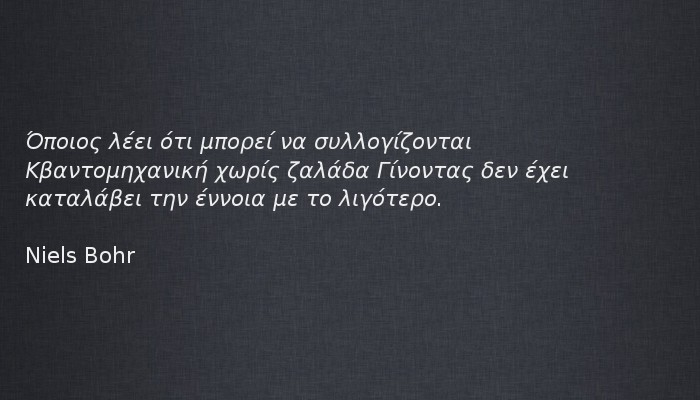 Όποιος λέει ότι μπορεί να συλλογίζονται
Κβαντομηχανική χωρίς ζαλάδα Γίνοντας δεν έχει
καταλάβει την έννοια με το λιγότερο.
Niels Bohr